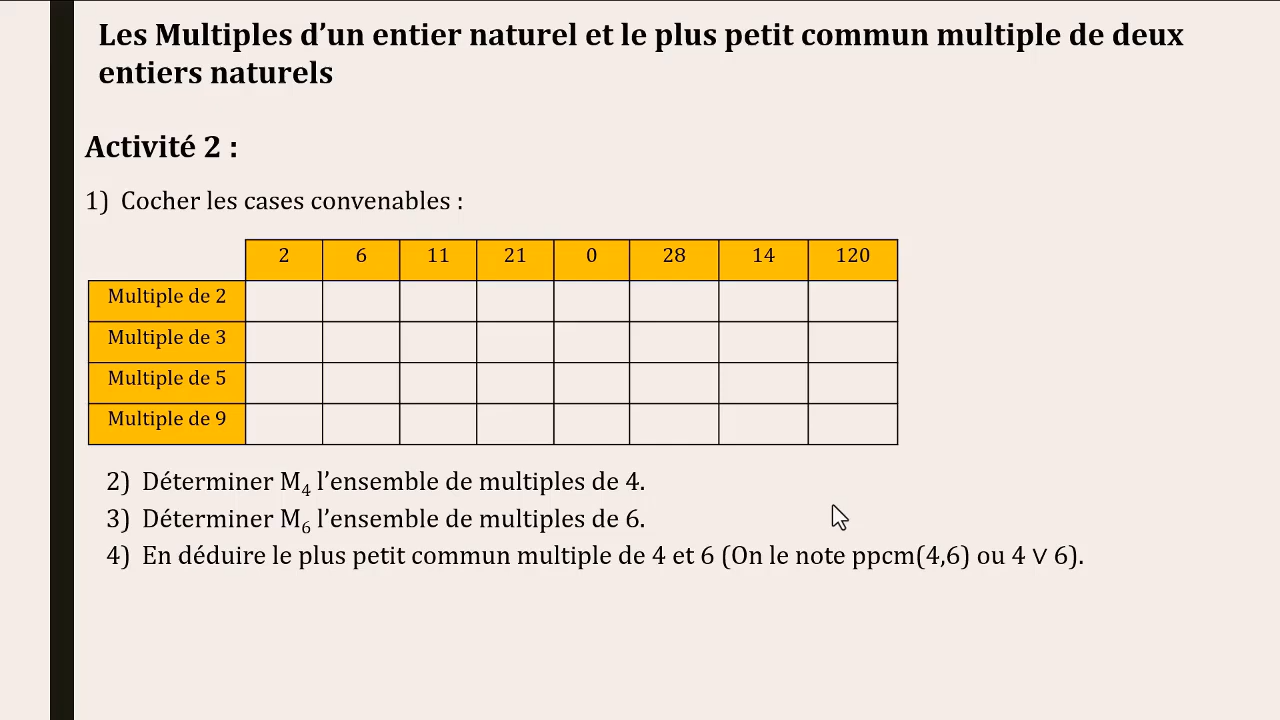 Les Multiples d’un entier naturel et le plus petit commun multiple de deux
entiers naturels
Activité 2 :
1) Cocher les cases convenables :
2 6 11 21 0 28 14 120
Multiple de 2
Multiple de 3
Multiple de 5
Multiple de 9
2) Déterminer M₄ l’ensemble de multiples de 4.
3) Déterminer M₆ l’ensemble de multiples de 6.
4) En déduire le plus petit commun multiple de 4 et 6 (On le note ppcm(4,6) ou 4 ∨ 6).